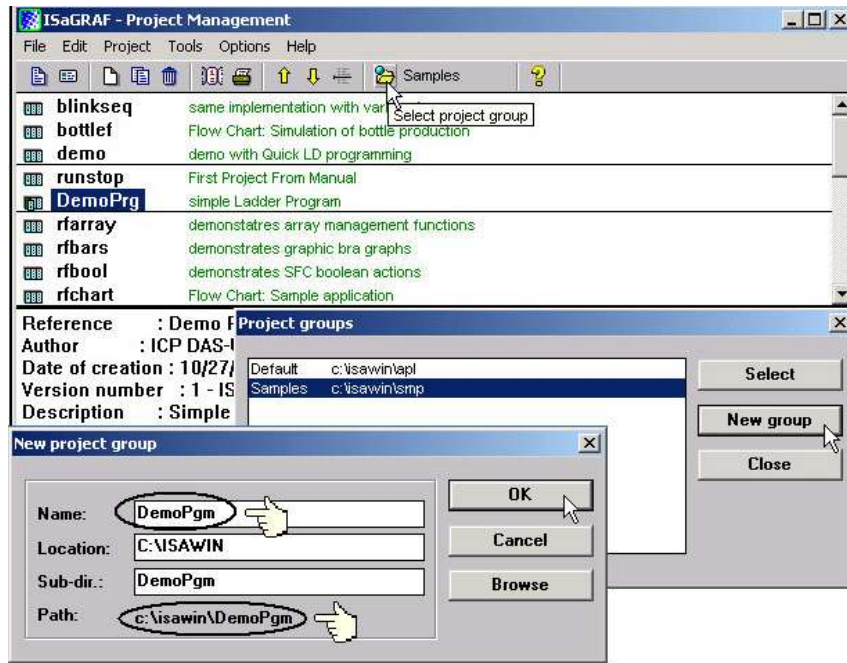 ISaGRAF - Project Management
File Edit Project Tools Options Help
Samples
blinkseq same implementation with var
Select project group
bottlef Flow Chart: Simulation of bottle production
demo demo with Quick LD programming
runstop First Project From Manual
DemoPrg simple Ladder Program
rfarray demonstatres array management functions
rfbars demonstrates graphic bra graphs
rfbool demonstrates SFC boolean actions
rfchart Flow Chart: Sample application
Reference : Demo
Author : ICP DAS-
Date of creation : 10/27/
Version number : 1 - IS
Description : Simple
Project groups
Default c:\isawin\apl
Samples c:\isawin\smp
Select
New group
Close
New project group
Name: DemoPgm
Location: C:\ISAWIN
Sub-dir.: DemoPgm
Path: c:\isawin\DemoPgm
OK
Cancel
Browse